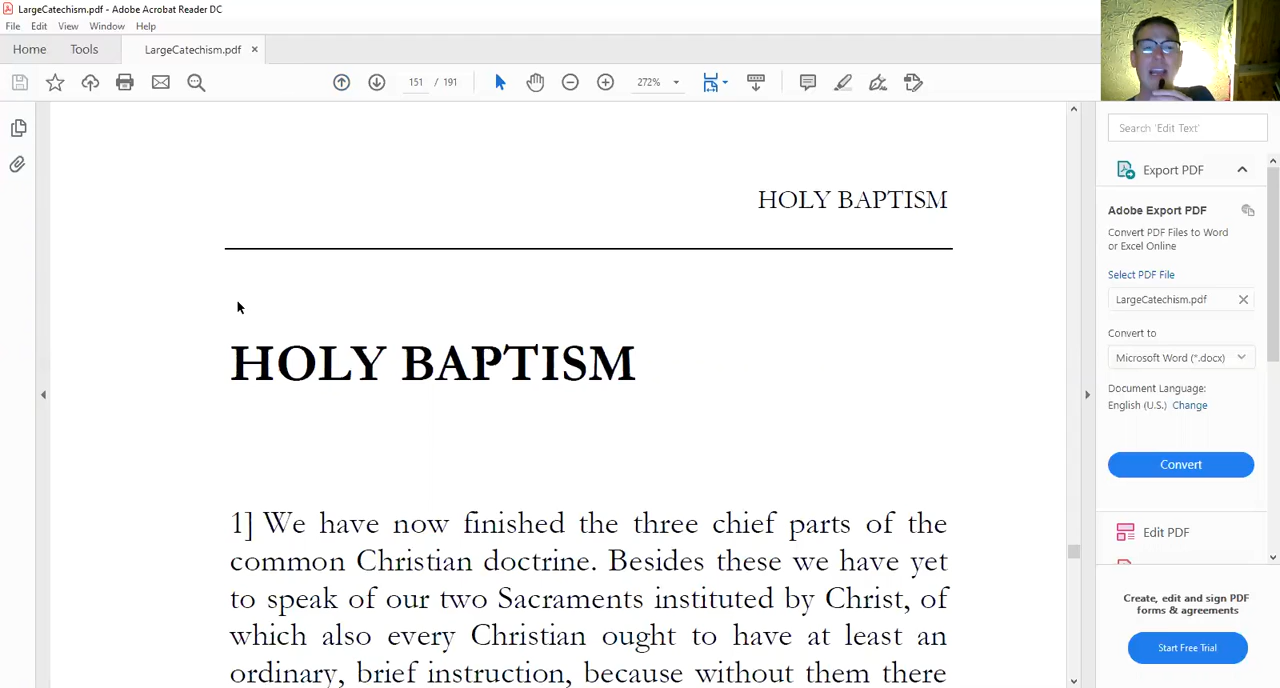 LargeCatechism.pdf - Adobe Acrobat Reader DC
File Edit View Window Help
Home Tools LargeCatechism.pdf ×
151 / 191 272%
Search 'Edit Text'
Export PDF
Adobe Export PDF
Convert PDF Files to Word
or Excel Online
Select PDF File
LargeCatechism.pdf
Convert to
Microsoft Word (*.docx)
Document Language:
English (U.S.) Change
Convert
Edit PDF
Create, edit and sign PDF
forms & agreements
Start Free Trial
HOLY BAPTISM
HOLY BAPTISM
1] We have now finished the three chief parts of the
common Christian doctrine. Besides these we have yet
to speak of our two Sacraments instituted by Christ, of
which also every Christian ought to have at least an
ordinary, brief instruction, because without them there